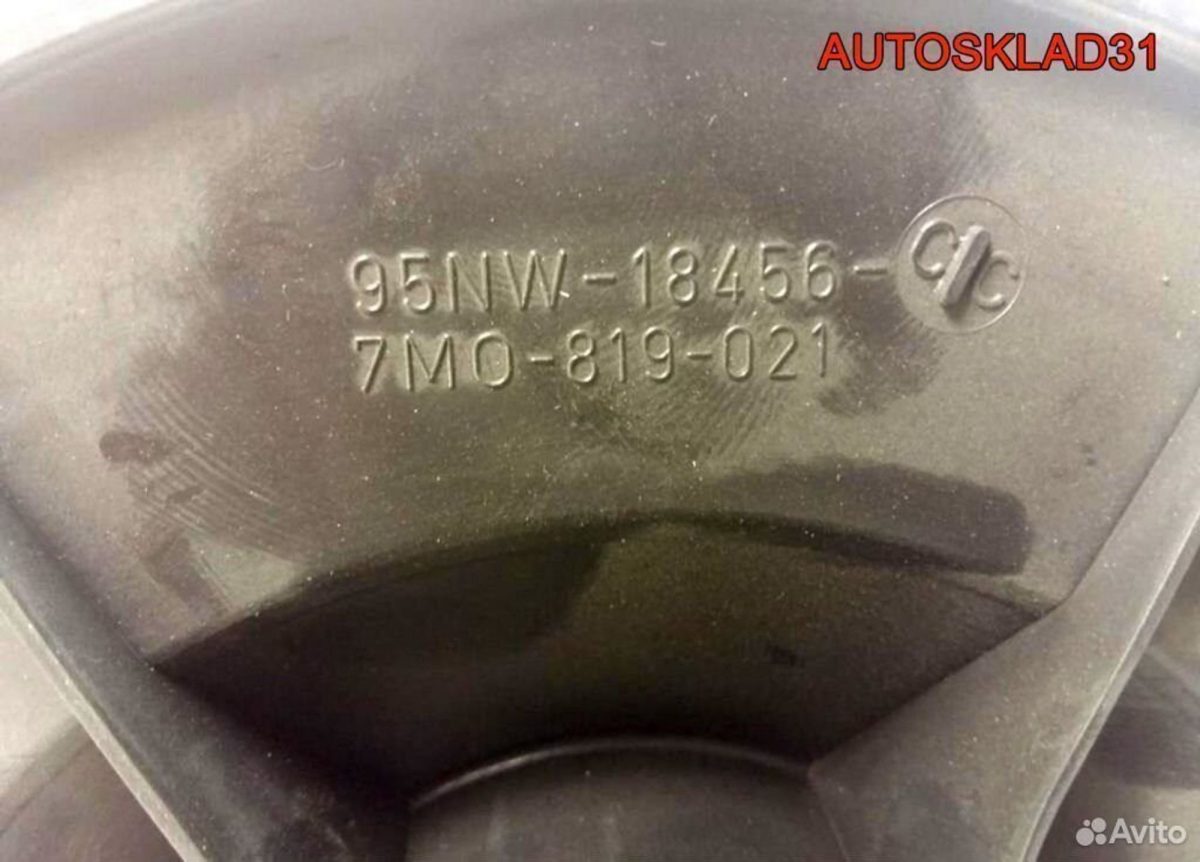 AUTOSKLAD31
95NW-18456- C/C
7M0-819-021
Avito